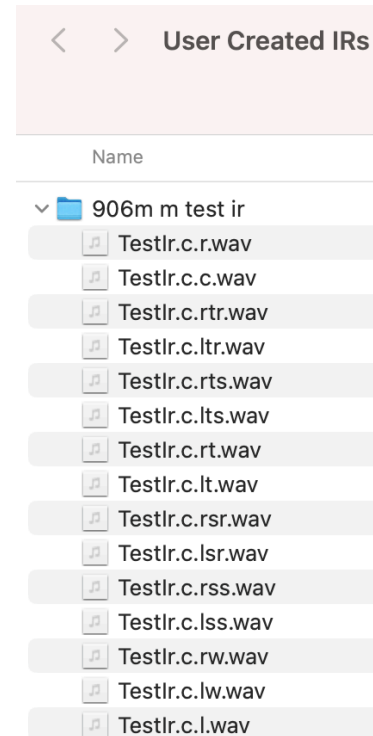 User Created IRs
Name
906m m test ir
TestIr.c.r.wav
TestIr.c.c.wav
TestIr.c.rtr.wav
TestIr.c.ltr.wav
TestIr.c.rts.wav
TestIr.c.lts.wav
TestIr.c.rt.wav
TestIr.c.lt.wav
TestIr.c.rsr.wav
TestIr.c.lsr.wav
TestIr.c.rss.wav
TestIr.c.lss.wav
TestIr.c.rw.wav
TestIr.c.lw.wav
TestIr.c.l.wav